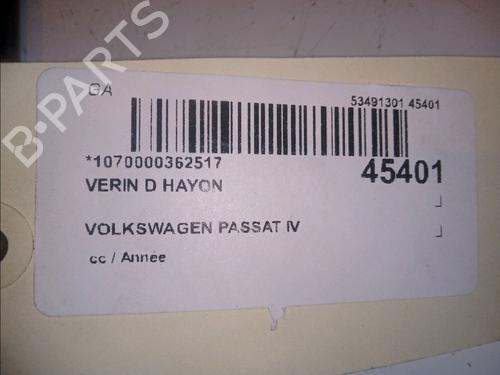 GA
53491301 45401
*1070000362517
45401
VERIN D HAYON
VOLKSWAGEN PASSAT IV
cc / Année
B-PARTS